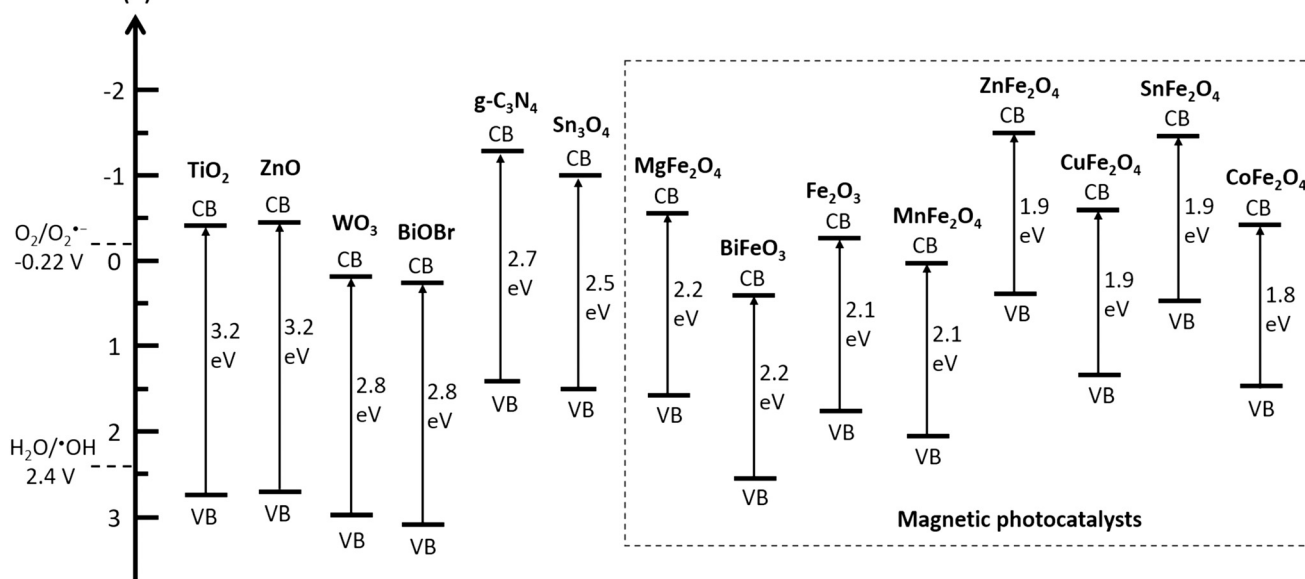 -2
-1
0
1
2
3
O₂/O₂•⁻
-0.22 V
H₂O/•OH
2.4 V
TiO₂
CB
3.2
eV
VB
ZnO
CB
3.2
eV
VB
WO₃
CB
2.8
eV
VB
BiOBr
CB
2.8
eV
VB
g-C₃N₄
CB
2.7
eV
VB
Sn₃O₄
CB
2.5
eV
VB
MgFe₂O₄
CB
2.2
eV
VB
BiFeO₃
CB
2.2
eV
VB
Fe₂O₃
CB
2.1
eV
VB
MnFe₂O₄
CB
2.1
eV
VB
ZnFe₂O₄
CB
1.9
eV
VB
CuFe₂O₄
CB
1.9
eV
VB
SnFe₂O₄
CB
1.9
eV
VB
CoFe₂O₄
CB
1.8
eV
VB
Magnetic photocatalysts